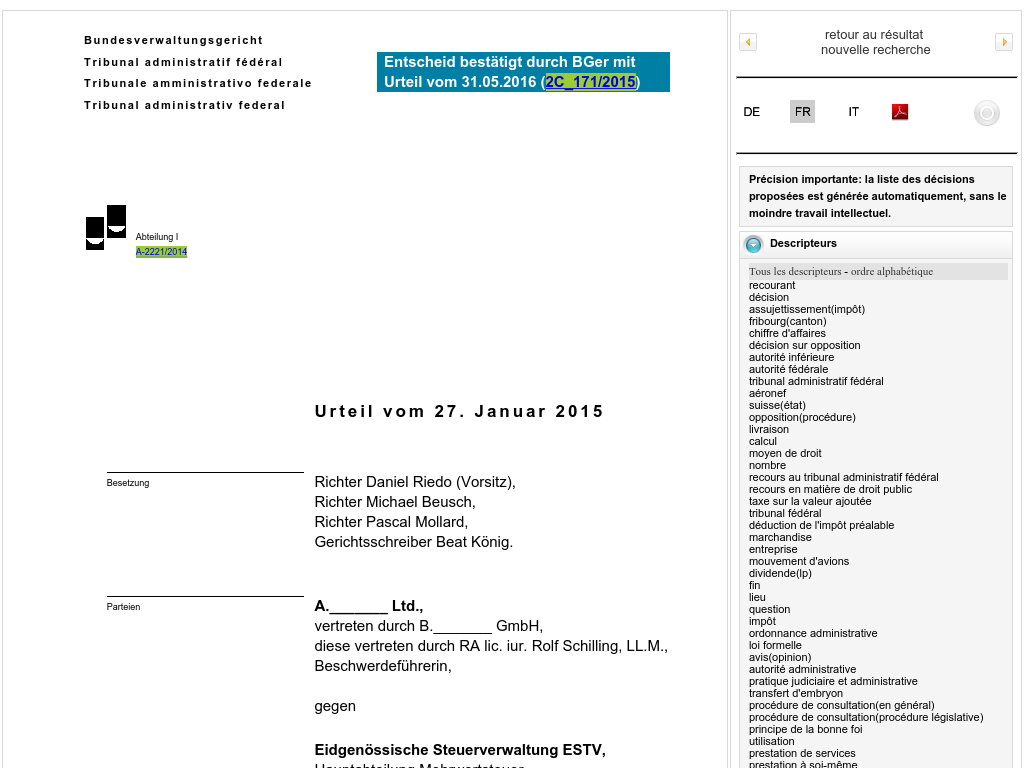 Bundesverwaltungsgericht
Tribunal administratif fédéral
Tribunale amministrativo federale
Tribunal administrativ federal
Entscheid bestätigt durch BGer mit
Urteil vom 31.05.2016 (2C_171/2015)
Abteilung I
A-2221/2014
Urteil vom 27. Januar 2015
Besetzung
Richter Daniel Riedo (Vorsitz),
Richter Michael Beusch,
Richter Pascal Mollard,
Gerichtsschreiber Beat König.
Parteien
A._______ Ltd.,
vertreten durch B._______ GmbH,
diese vertreten durch RA lic. iur. Rolf Schilling, LL.M.,
Beschwerdeführerin,
gegen
Eidgenössische Steuerverwaltung ESTV,
Hauptabteilung Mehrwertsteuer
retour au résultat
nouvelle recherche
DE FR IT
Précision importante: la liste des décisions
proposées est générée automatiquement, sans le
moindre travail intellectuel.
Descripteurs
Tous les descripteurs - ordre alphabétique
recourant
décision
assujettissement(impôt)
fribourg(canton)
chiffre d'affaires
décision sur opposition
autorité inférieure
autorité fédérale
tribunal administratif fédéral
aéronef
suisse(état)
opposition(procédure)
livraison
calcul
moyen de droit
nombre
recours au tribunal administratif fédéral
recours en matière de droit public
taxe sur la valeur ajoutée
tribunal fédéral
déduction de l'impôt préalable
marchandise
entreprise
mouvement d'avions
dividende(lp)
fin
lieu
question
impôt
ordonnance administrative
loi formelle
avis(opinion)
autorité administrative
pratique judiciaire et administrative
transfert d'embryon
procédure de consultation(en général)
procédure de consultation(procédure législative)
principe de la bonne foi
utilisation
prestation de services
prestation à soi-même